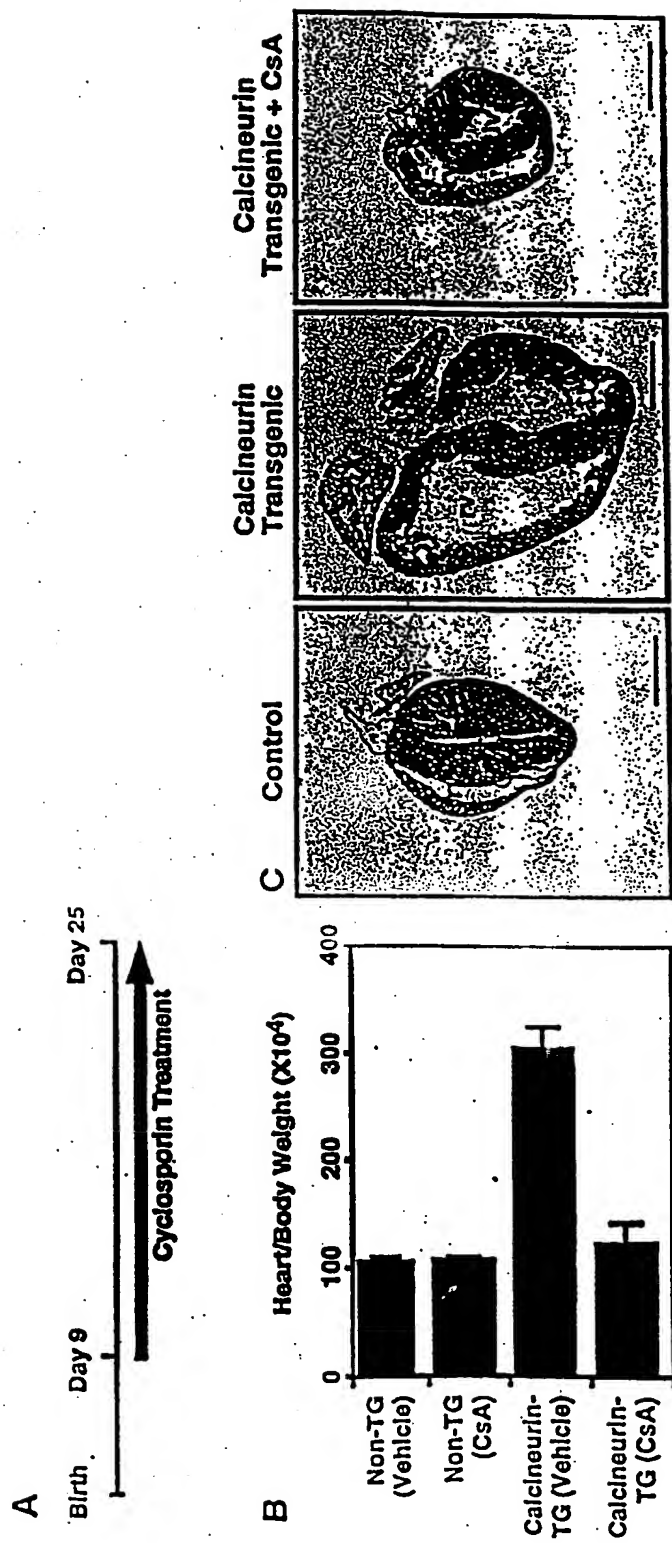 A
Birth
Day 9
Day 25
Cyclosporin Treatment
B
Heart/Body Weight (X10⁴)
0
100
200
300
400
Non-TG
(Vehicle)
Non-TG
(CsA)
Calcineurin-
TG (Vehicle)
Calcineurin-
TG (CsA)
C
Control
Calcineurin
Transgenic
Calcineurin
Transgenic + CsA